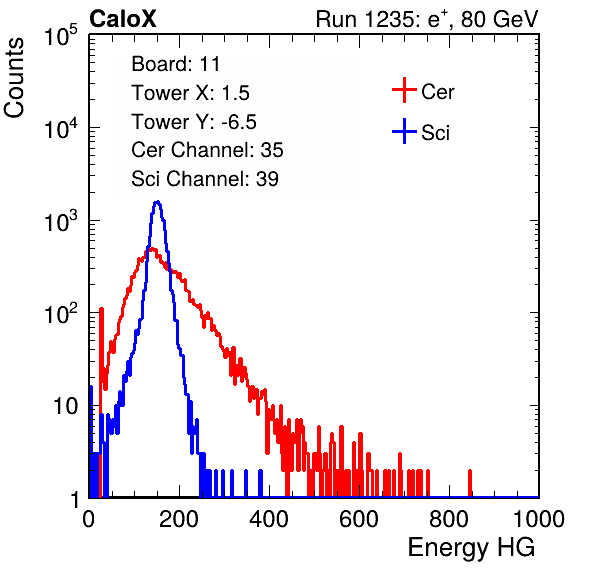 CaloX Run 1235: e⁺, 80 GeV
Counts
Board: 11
Tower X: 1.5
Tower Y: -6.5
Cer Channel: 35
Sci Channel: 39
Cer
Sci
10⁵
10⁴
10³
10²
10
1
0 200 400 600 800 1000
Energy HG